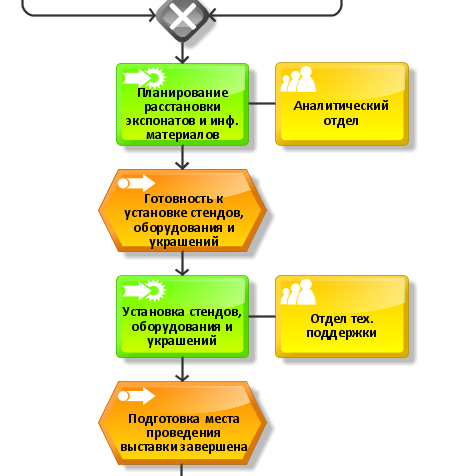 Планирование
расстановки
экспонатов и инф.
материалов
Аналитический
отдел
Готовность к
установке стендов,
оборудования и
украшений
Установка стендов,
оборудования и
украшений
Отдел тех.
поддержки
Подготовка места
проведения
выставки завершена